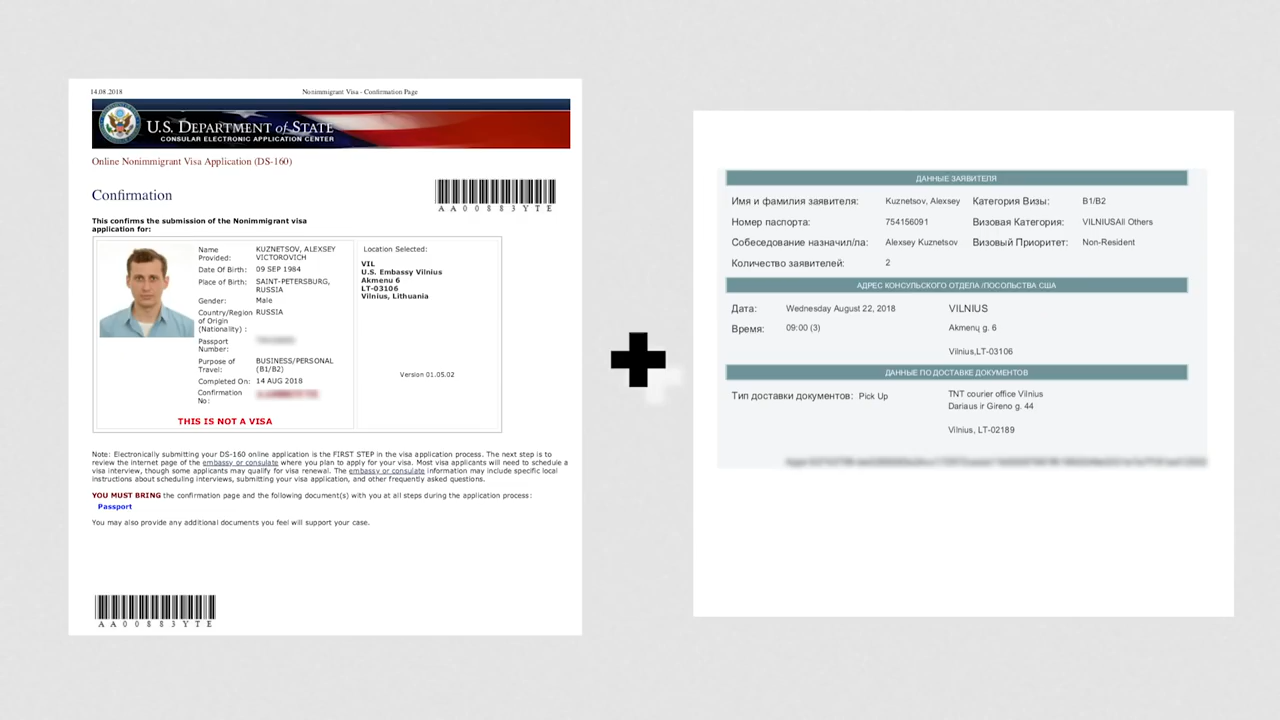 14.08.2018
Nonimmigrant Visa - Confirmation Page
U.S. DEPARTMENT of STATE
CONSULAR ELECTRONIC APPLICATION CENTER
Online Nonimmigrant Visa Application (DS-160)
Confirmation
AA00883YTE
This confirms the submission of the Nonimmigrant visa
application for:
Name Provided: KUZNETSOV, ALEXSEY VICTOROVICH
Date Of Birth: 09 SEP 1984
Place of Birth: SAINT-PETERSBURG, RUSSIA
Gender: Male
Country/Region of Origin (Nationality) : RUSSIA
Passport Number:
Purpose of Travel: BUSINESS/PERSONAL (B1/B2)
Completed On: 14 AUG 2018
Confirmation No:
THIS IS NOT A VISA
Location Selected:
VIL
U.S. Embassy Vilnius
Akmenu 6
LT-03106
Vilnius, Lithuania
Version 01.05.02
Note: Electronically submitting your DS-160 online application is the FIRST STEP in the visa application process. The next step is to
review the internet page of the embassy or consulate where you plan to apply for your visa. Most visa applicants will need to schedule a
visa interview, though some applicants may qualify for visa renewal. The embassy or consulate information may include specific local
instructions about scheduling interviews, submitting your visa application, and other frequently asked questions.
YOU MUST BRING the confirmation page and the following document(s) with you at all steps during the application process:
Passport
You may also provide any additional documents you feel will support your case.
AA00883YTE
ДАННЫЕ ЗАЯВИТЕЛЯ
Имя и фамилия заявителя: Kuznetsov, Alexsey Категория Визы: B1/B2
Номер паспорта: 754156091 Визовая Категория: VILNIUSAll Others
Собеседование назначил/ла: Alexsey Kuznetsov Визовый Приоритет: Non-Resident
Количество заявителей: 2
АДРЕС КОНСУЛЬСКОГО ОТДЕЛА /ПОСОЛЬСТВА США
Дата: Wednesday August 22, 2018 VILNIUS
Время: 09:00 (3) Akmenų g. 6
Vilnius,LT-03106
ДАННЫЕ ПО ДОСТАВКЕ ДОКУМЕНТОВ
Тип доставки документов: Pick Up TNT courier office Vilnius
Dariaus ir Gireno g. 44
Vilnius, LT-02189